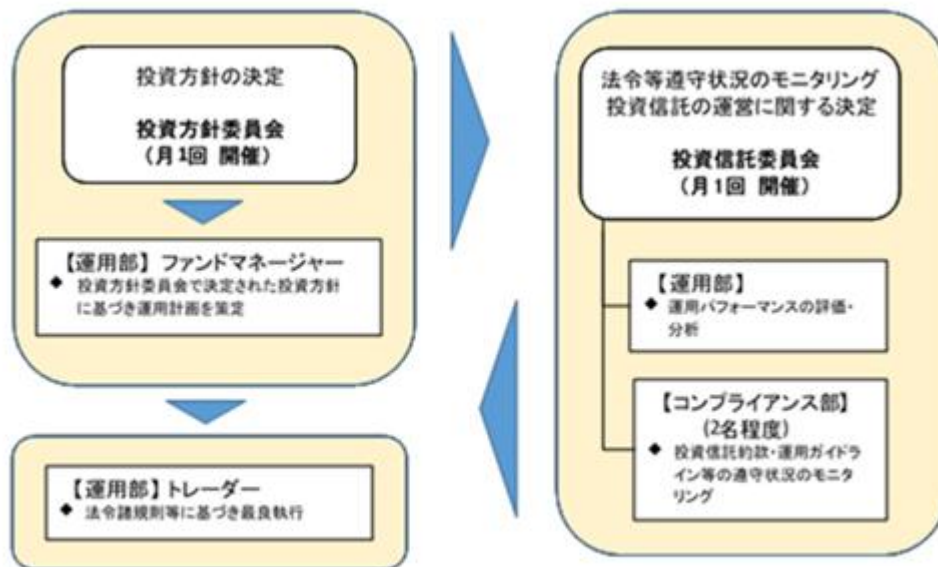 投資方針の決定
投資方針委員会
(月1回 開催)
【運用部】ファンドマネージャー
◆ 投資方針委員会で決定された投資方針
に基づき運用計画を策定
【運用部】トレーダー
◆ 法令諸規則等に基づき最良執行
法令等遵守状況のモニタリング
投資信託の運営に関する決定
投資信託委員会
(月1回 開催)
【運用部】
◆ 運用パフォーマンスの評価・
分析
【コンプライアンス部】
(2名程度)
◆ 投資信託約款・運用ガイドラ
イン等の遵守状況のモニタ
リング